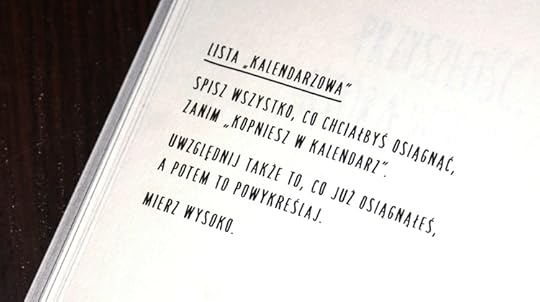 LISTA „KALENDARZOWA"
SPISZ WSZYSTKO, CO CHCIAŁBYŚ OSIĄGNĄĆ,
ZANIM „KOPNIESZ W KALENDARZ".
UWZGLĘDNIJ TAKŻE TO, CO JUŻ OSIĄGNĄŁEŚ,
A POTEM TO POWYKREŚLAJ.
MIERZ WYSOKO.